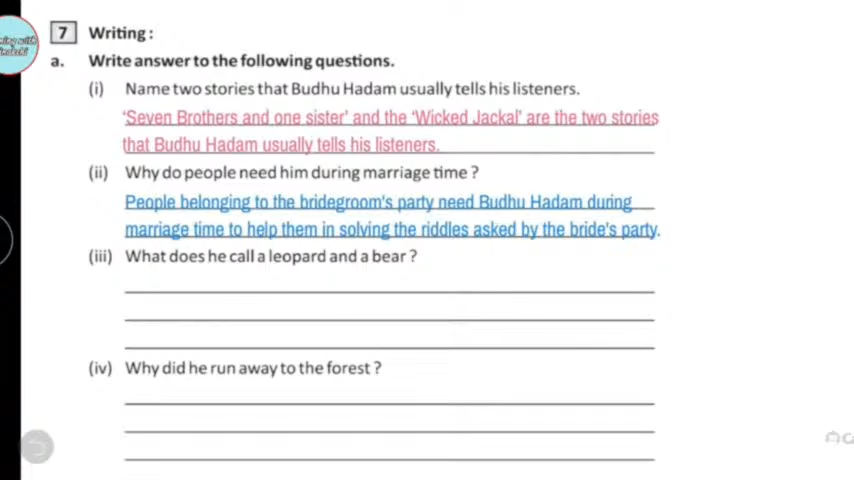 7 Writing :
a. Write answer to the following questions.
(i) Name two stories that Budhu Hadam usually tells his listeners.
'Seven Brothers and one sister' and the 'Wicked Jackal' are the two stories
that Budhu Hadam usually tells his listeners.
(ii) Why do people need him during marriage time ?
People belonging to the bridegroom's party need Budhu Hadam during
marriage time to help them in solving the riddles asked by the bride's party.
(iii) What does he call a leopard and a bear ?
(iv) Why did he run away to the forest ?